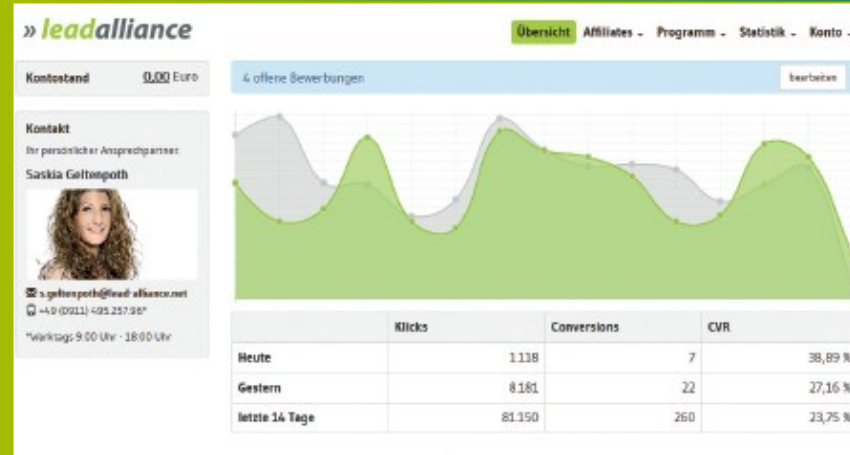 » leadalliance
Übersicht Affiliates Programm Statistik Konto
Kontostand 0,00 Euro
4 offene Bewerbungen bearbeiten
Kontakt
Ihr persönlicher Ansprechpartner:
Saskia Geltenpoth
s.geltenpoth@lead-alliance.net
+49 (0911) 495.257.96*
*Werktags 9:00 Uhr - 18:00 Uhr
Klicks Conversions CVR
Heute 1.118 7 38,89 %
Gestern 8.181 22 27,16 %
letzte 14 Tage 81.150 260 23,75 %